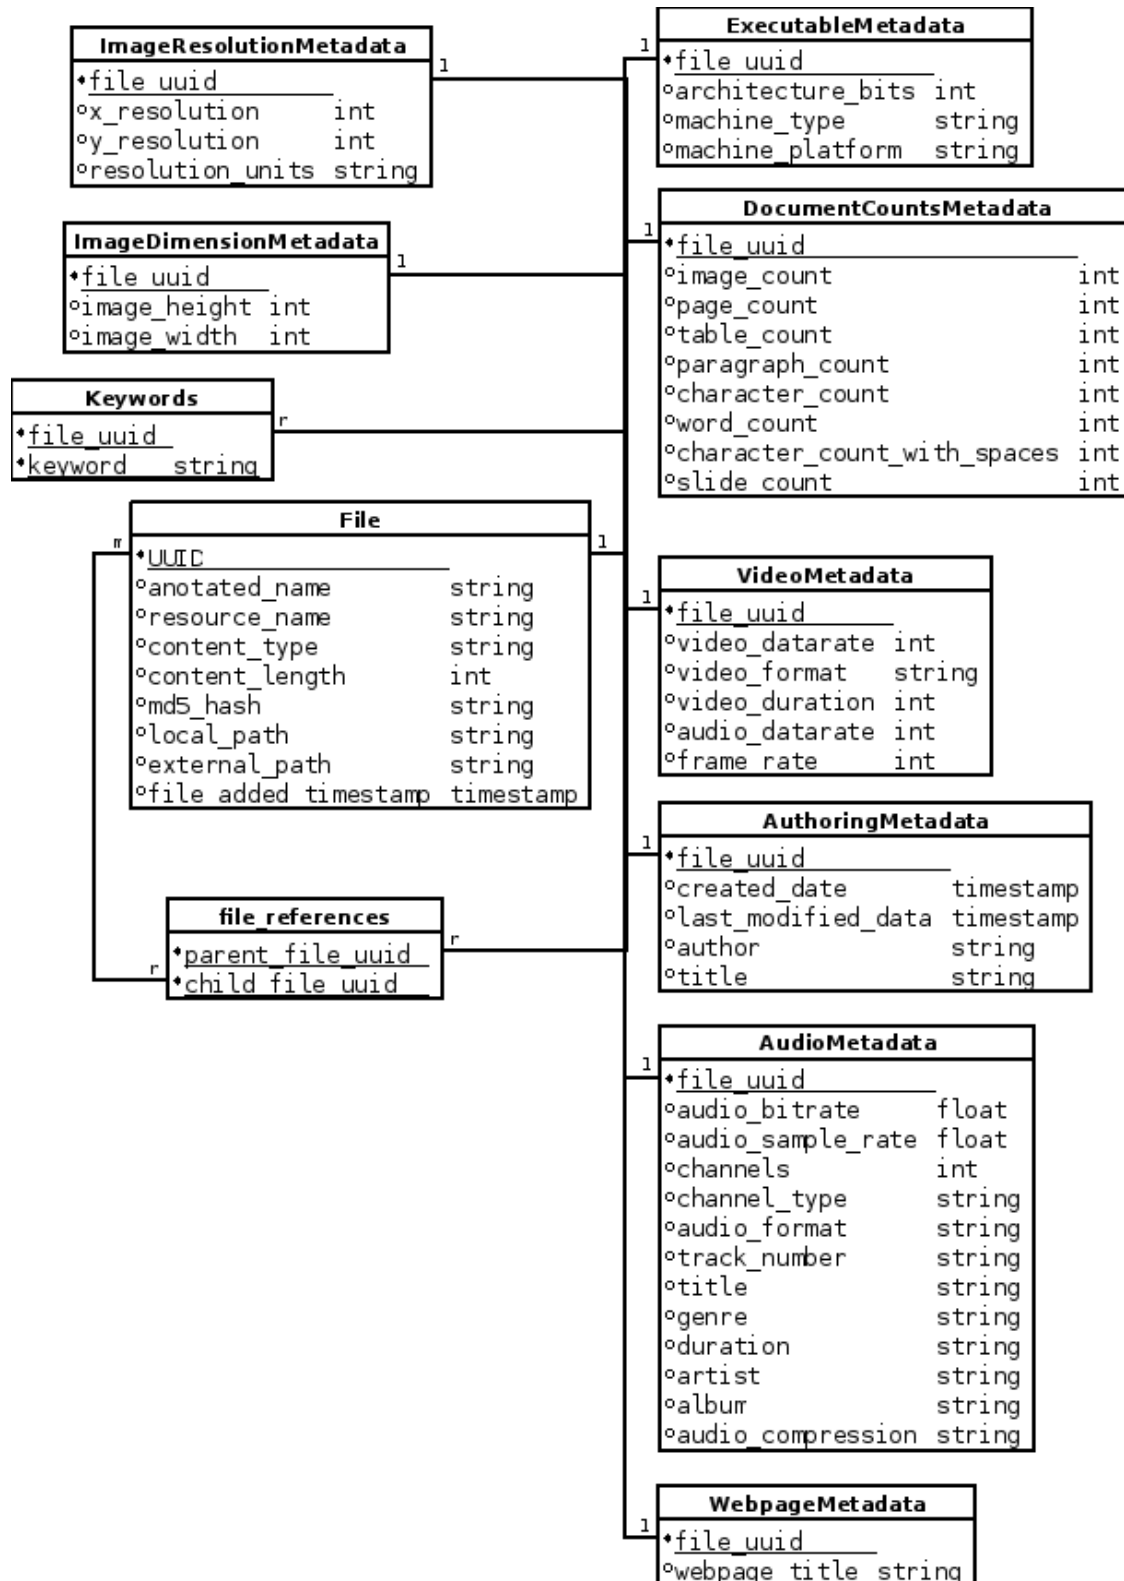 ImageResolutionMetadata
file_uuid
x_resolution int
y_resolution int
resolution_units string
1
ImageDimensionMetadata
file_uuid
image_height int
image_width int
1
Keywords
file_uuid
keyword string
r
File
UUID
anotated_name string
resource_name string
content_type string
content_length int
md5_hash string
local_path string
external_path string
file_added_timestamp timestamp
m
1
file_references
parent_file_uuid
child_file_uuid
r
r
ExecutableMetadata
file_uuid
architecture_bits int
machine_type string
machine_platform string
1
DocumentCountsMetadata
file_uuid
image_count int
page_count int
table_count int
paragraph_count int
character_count int
word_count int
character_count_with_spaces int
slide_count int
1
VideoMetadata
file_uuid
video_datarate int
video_format string
video_duration int
audio_datarate int
frame_rate int
1
AuthoringMetadata
file_uuid
created_date timestamp
last_modified_data timestamp
author string
title string
1
AudioMetadata
file_uuid
audio_bitrate float
audio_sample_rate float
channels int
channel_type string
audio_format string
track_number string
title string
genre string
duration string
artist string
album string
audio_compression string
1
WebpageMetadata
file_uuid
webpage_title string
1